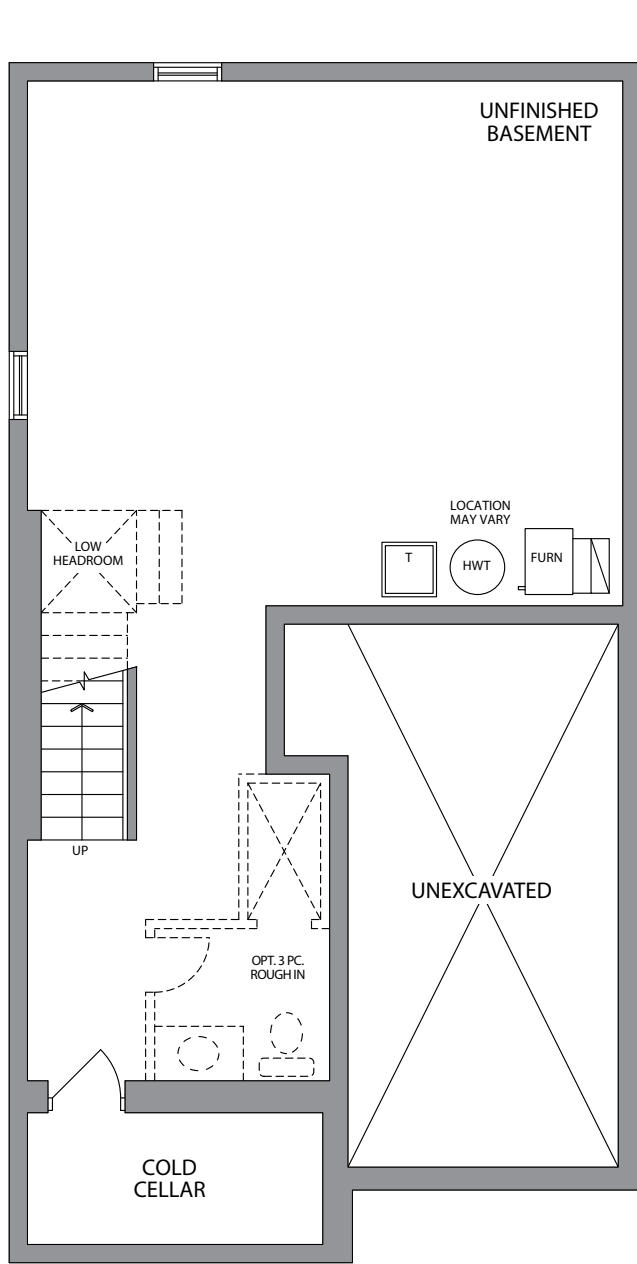 UNFINISHED
BASEMENT
LOCATION
MAY VARY
LOW
HEADROOM
T
HWT
FURN
UP
UNEXCAVATED
OPT. 3 PC.
ROUGH IN
COLD
CELLAR